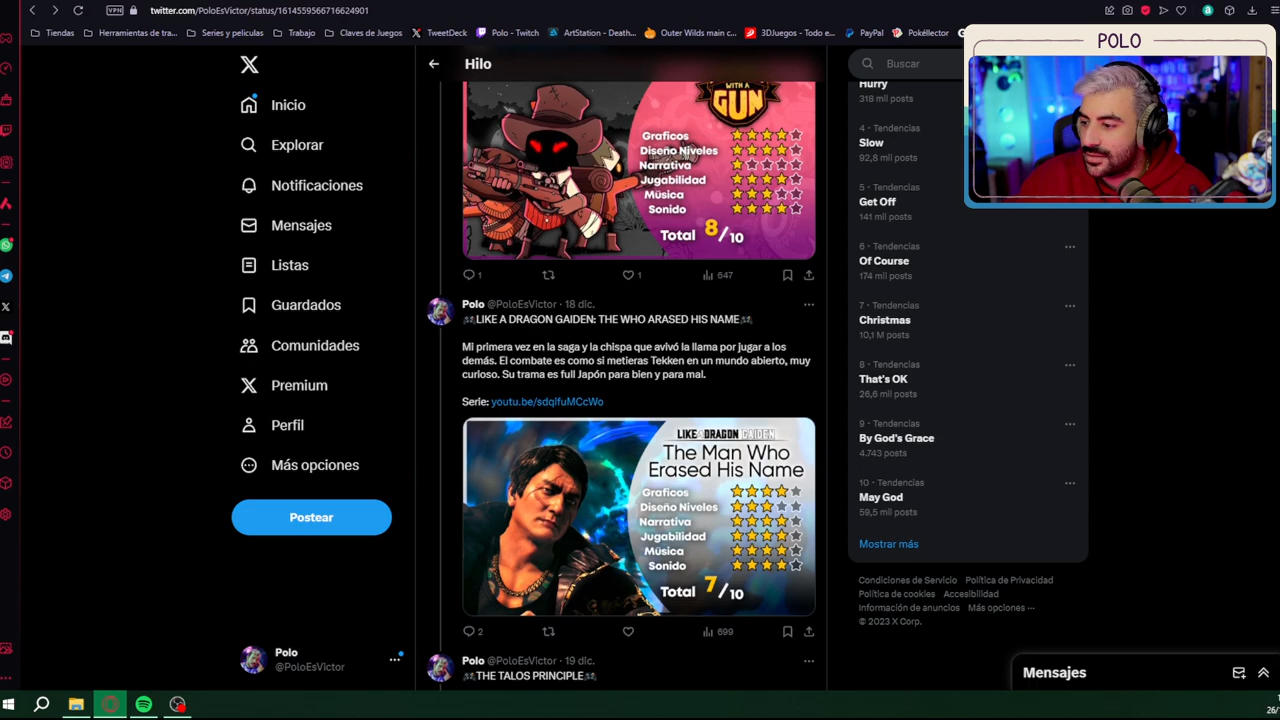 twitter.com/PoloEsVictor/status/1614559566716624901
VPN
Tiendas
Herramientas de tra...
Series y peliculas
Trabajo
Claves de Juegos
TweetDeck
Polo - Twitch
ArtStation - Death...
Outer Wilds main c...
3DJuegos - Todo e...
PayPal
Pokéllector
POLO
Inicio
Explorar
Notificaciones
Mensajes
Listas
Guardados
Comunidades
Premium
Perfil
Más opciones
Postear
Polo
@PoloEsVictor
Hilo
WITH A
GUN
Graficos
Diseño Niveles
Narrativa
Jugabilidad
Música
Sonido
Total 8/10
1
1
647
Polo @PoloEsVictor · 18 dic.
LIKE A DRAGON GAIDEN: THE WHO ARASED HIS NAME
Mi primera vez en la saga y la chispa que avivó la llama por jugar a los
demás. El combate es como si metieras Tekken en un mundo abierto, muy
curioso. Su trama es full Japón para bien y para mal.
Serie: youtu.be/sdqlfuMCcWo
LIKE A DRAGON GAIDEN
The Man Who
Erased His Name
Graficos
Diseño Niveles
Narrativa
Jugabilidad
Música
Sonido
Total 7/10
2
699
Polo @PoloEsVictor · 19 dic.
THE TALOS PRINCIPLE
Buscar
Hurry
318 mil posts
4 · Tendencias
Slow
92,8 mil posts
5 · Tendencias
Get Off
141 mil posts
6 · Tendencias
Of Course
174 mil posts
7 · Tendencias
Christmas
10,1 M posts
8 · Tendencias
That's OK
26,6 mil posts
9 · Tendencias
By God's Grace
4.743 posts
10 · Tendencias
May God
59,5 mil posts
Mostrar más
Condiciones de Servicio Política de Privacidad
Política de cookies Accesibilidad
Información de anuncios Más opciones ···
© 2023 X Corp.
Mensajes